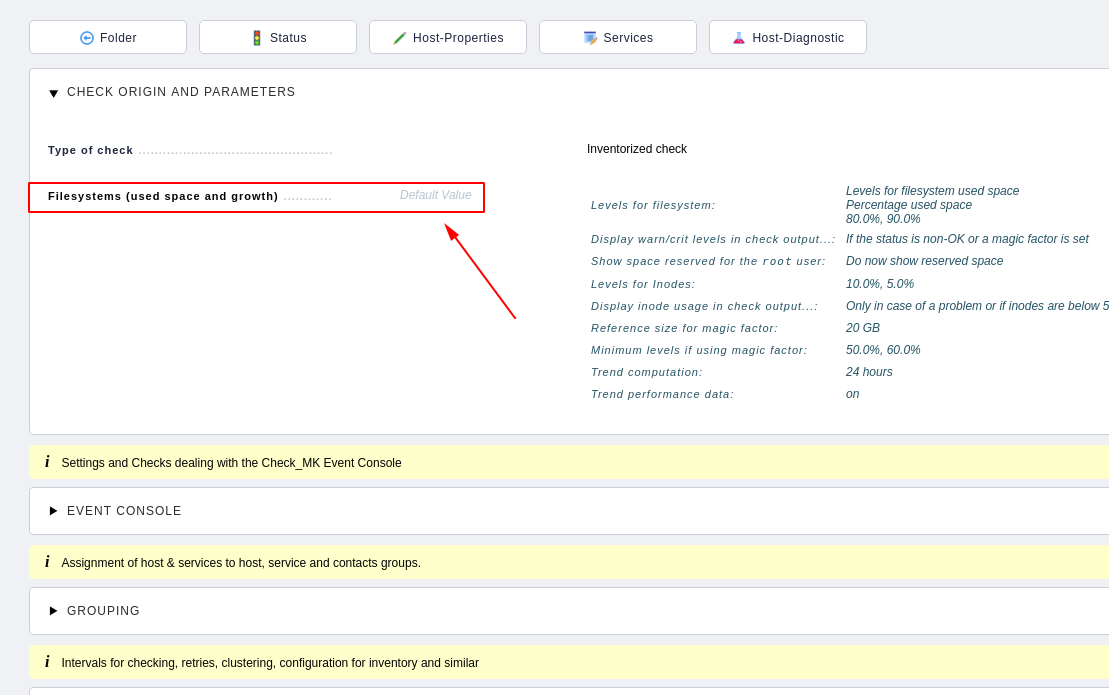 Folder
Status
Host-Properties
Services
Host-Diagnostic
CHECK ORIGIN AND PARAMETERS
Type of check ................................................
Inventorized check
Filesystems (used space and growth) ............
Default Value
Levels for filesystem:
Levels for filesystem used space
Percentage used space
80.0%, 90.0%
Display warn/crit levels in check output...:
If the status is non-OK or a magic factor is set
Show space reserved for the root user:
Do now show reserved space
Levels for Inodes:
10.0%, 5.0%
Display inode usage in check output...:
Only in case of a problem or if inodes are below 5
Reference size for magic factor:
20 GB
Minimum levels if using magic factor:
50.0%, 60.0%
Trend computation:
24 hours
Trend performance data:
on
i Settings and Checks dealing with the Check_MK Event Console
EVENT CONSOLE
i Assignment of host & services to host, service and contacts groups.
GROUPING
i Intervals for checking, retries, clustering, configuration for inventory and similar